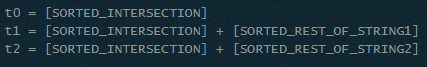 t0 = [SORTED_INTERSECTION]
t1 = [SORTED_INTERSECTION] + [SORTED_REST_OF_STRING1]
t2 = [SORTED_INTERSECTION] + [SORTED_REST_OF_STRING2]